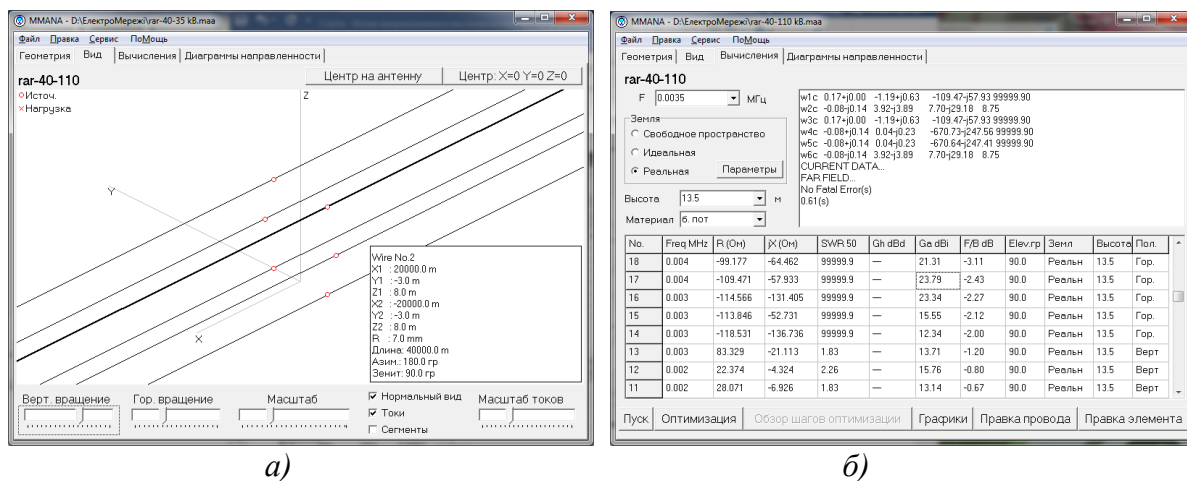 MMANA - D:\ЕлектроМережі\rar-40-35 kB.maa
Файл Правка Сервис ПоМощь
Геометрия Вид Вычисления Диаграммы направленности
rar-40-110
Центр на антенну Центр: X=0 Y=0 Z=0
Источ.
Нагрузка
Z
Y
X
Wire No.2
X1 : 20000.0 m
Y1 : -3.0 m
Z1 : 8.0 m
X2 : -20000.0 m
Y2 : -3.0 m
Z2 : 8.0 m
R : 7.0 mm
Длина: 40000.0 m
Азим.: 180.0 гр
Зенит: 90.0 гр
Верт. вращение Гор. вращение Масштаб
Нормальный вид
Токи
Сегменты
Масштаб токов
а)
MMANA - D:\ЕлектроМережі\rar-40-110 kB.maa
Файл Правка Сервис ПоМощь
Геометрия Вид Вычисления Диаграммы направленности
rar-40-110
F 0.0035 МГц
Земля
Свободное пространство
Идеальная
Реальная Параметры
Высота 13.5 м
Материал б. пот
w1c 0.17+j0.00 -1.19+j0.63 -109.47-j57.93 99999.90
w2c -0.08-j0.14 3.92-j3.89 7.70-j29.18 8.75
w3c 0.17+j0.00 -1.19+j0.63 -109.47-j57.93 99999.90
w4c -0.08+j0.14 0.04-j0.23 -670.73-j247.56 99999.90
w5c -0.08+j0.14 0.04-j0.23 -670.64-j247.41 99999.90
w6c -0.08-j0.14 3.92-j3.89 7.70-j29.18 8.75
CURRENT DATA...
FAR FIELD...
No Fatal Error(s)
0.61(s)
No. Freq MHz R (Ом) jX (Ом) SWR 50 Gh dBd Ga dBi F/B dB Elev.гр Земл Высота Пол.
18 0.004 -99.177 -64.462 99999.9 — 21.31 -3.11 90.0 Реальн 13.5 Гор.
17 0.004 -109.471 -57.933 99999.9 — 23.79 -2.43 90.0 Реальн 13.5 Гор.
16 0.003 -114.566 -131.405 99999.9 — 23.34 -2.27 90.0 Реальн 13.5 Гор.
15 0.003 -113.846 -52.731 99999.9 — 15.55 -2.12 90.0 Реальн 13.5 Гор.
14 0.003 -118.531 -136.736 99999.9 — 12.34 -2.00 90.0 Реальн 13.5 Гор.
13 0.003 83.329 -21.113 1.83 — 13.71 -1.20 90.0 Реальн 13.5 Верт
12 0.002 22.374 -4.324 2.26 — 15.76 -0.80 90.0 Реальн 13.5 Верт
11 0.002 28.071 -6.926 1.83 — 13.14 -0.67 90.0 Реальн 13.5 Верт
Пуск Оптимизация Обзор шагов оптимизации Графики Правка провода Правка элемента
б)